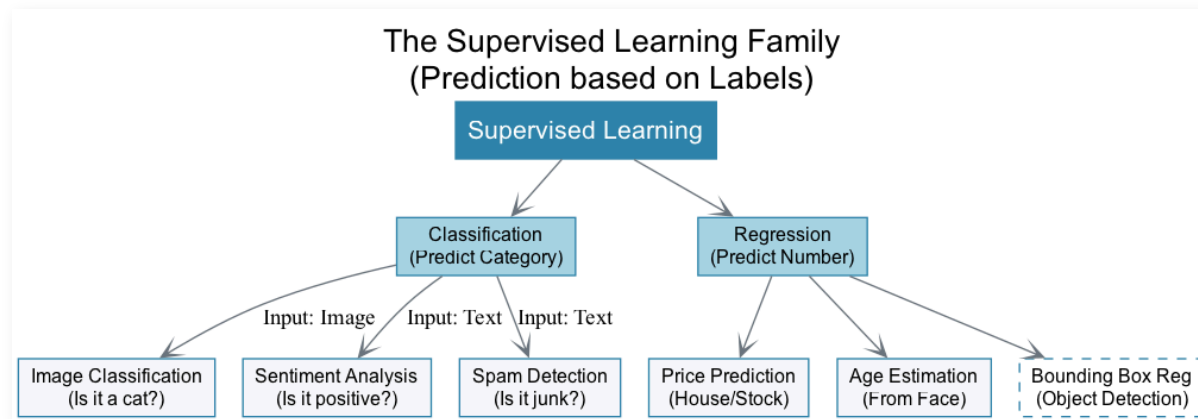 The Supervised Learning Family
(Prediction based on Labels)
Supervised Learning
Classification
(Predict Category)
Regression
(Predict Number)
Input: Image
Input: Text
Input: Text
Image Classification
(Is it a cat?)
Sentiment Analysis
(Is it positive?)
Spam Detection
(Is it junk?)
Price Prediction
(House/Stock)
Age Estimation
(From Face)
Bounding Box Reg
(Object Detection)